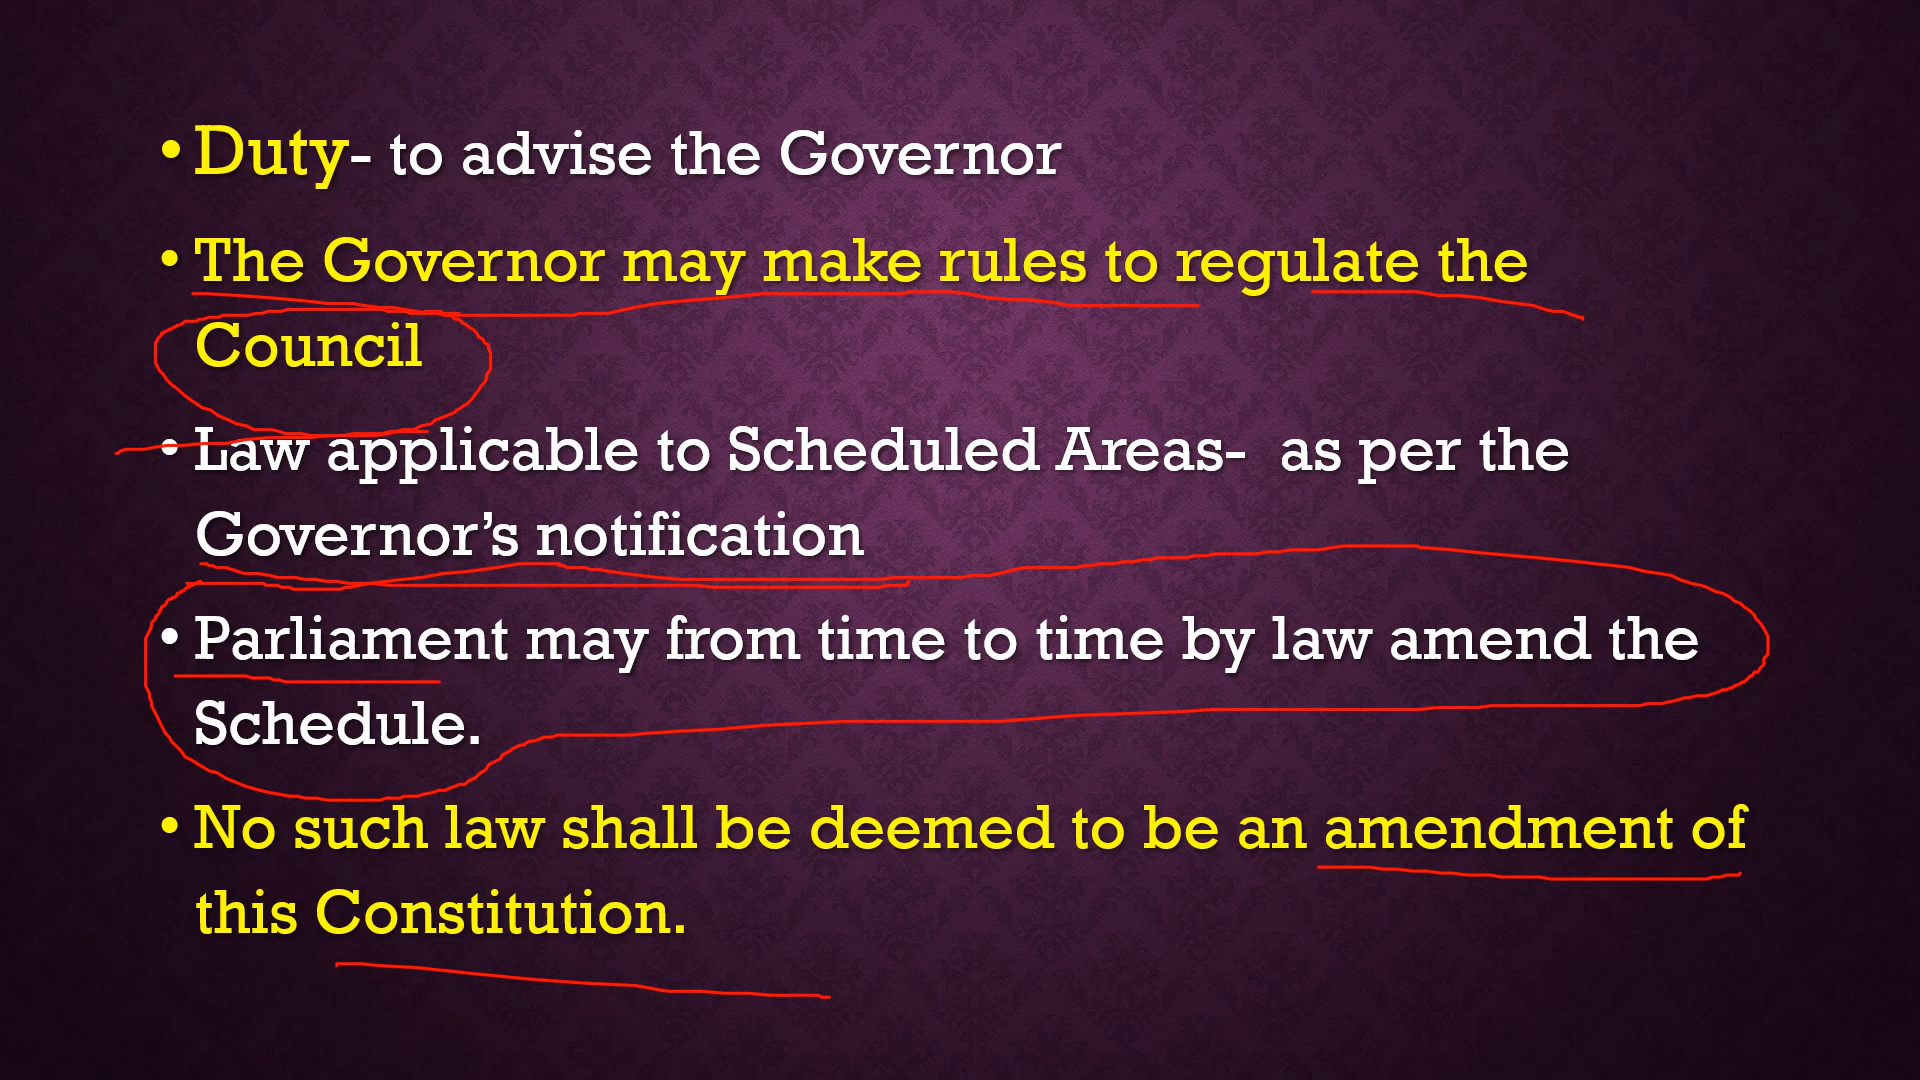 •Duty- to advise the Governor
•The Governor may make rules to regulate the
Council
•Law applicable to Scheduled Areas-  as per the
Governor’s notification
•Parliament may from time to time by law amend the
Schedule.
•No such law shall be deemed to be an amendment of
this Constitution.